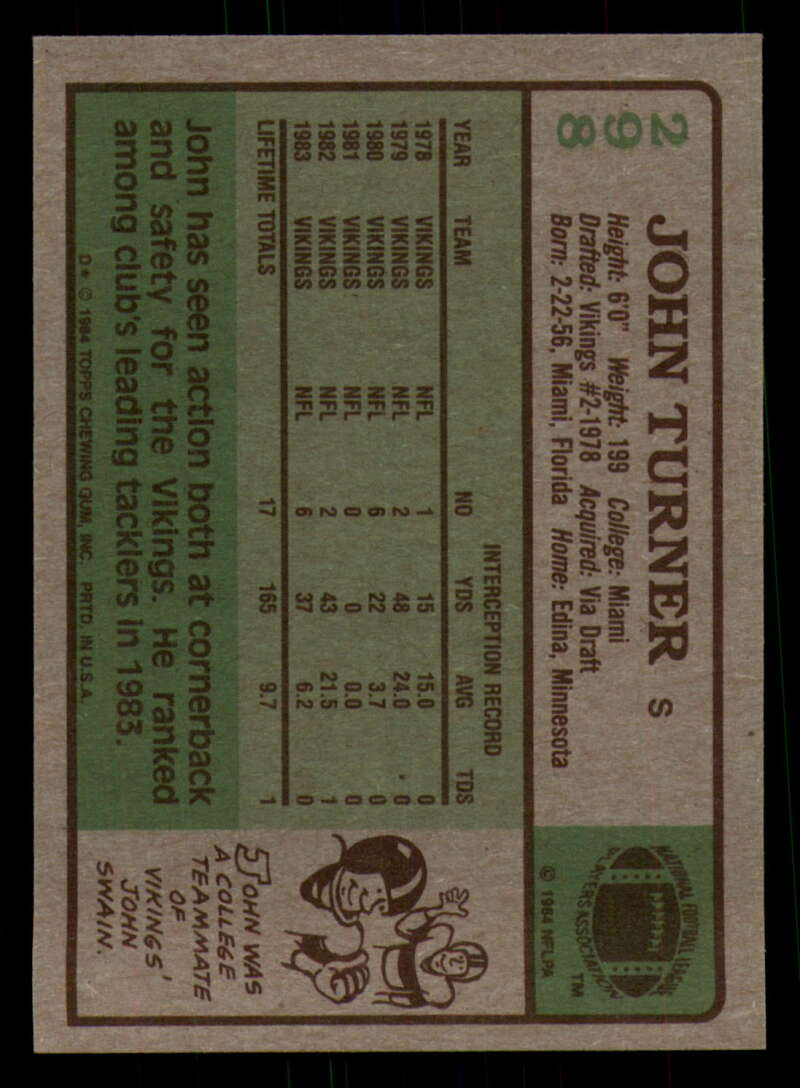 298
JOHN TURNER S
Height: 6'0" Weight: 199 College: Miami
Drafted: Vikings #2-1978 Acquired: Via Draft
Born: 2-22-56, Miami, Florida Home: Edina, Minnesota
NATIONAL FOOTBALL LEAGUE
PLAYERS ASSOCIATION
TM
© 1984 NFLPA
INTERCEPTION RECORD
YEAR TEAM NO YDS AVG TDS
1978 VIKINGS NFL 1 15 15.0 0
1979 VIKINGS NFL 2 48 24.0 0
1980 VIKINGS NFL 6 22 3.7 0
1981 VIKINGS NFL 0 0 0.0 0
1982 VIKINGS NFL 2 43 21.5 1
1983 VIKINGS NFL 6 37 6.2 0
LIFETIME TOTALS 17 165 9.7 1
John has seen action both at cornerback
and safety for the Vikings. He ranked
among club's leading tacklers in 1983.
D* © 1984 TOPPS CHEWING GUM, INC. PRTD. IN U.S.A.
JOHN WAS
A COLLEGE
TEAMMATE
OF
VIKINGS'
JOHN
SWAIN.